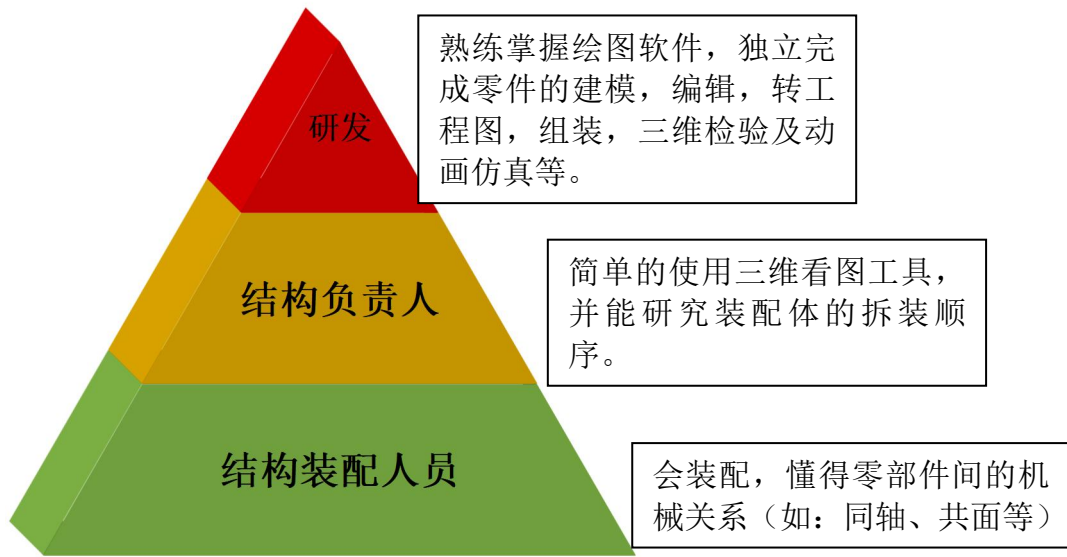 研发
熟练掌握绘图软件，独立完
成零件的建模，编辑，转工
程图，组装，三维检验及动
画仿真等。
结构负责人
简单的使用三维看图工具，
并能研究装配体的拆装顺
序。
结构装配人员
会装配，懂得零部件间的机
械关系（如：同轴、共面等）